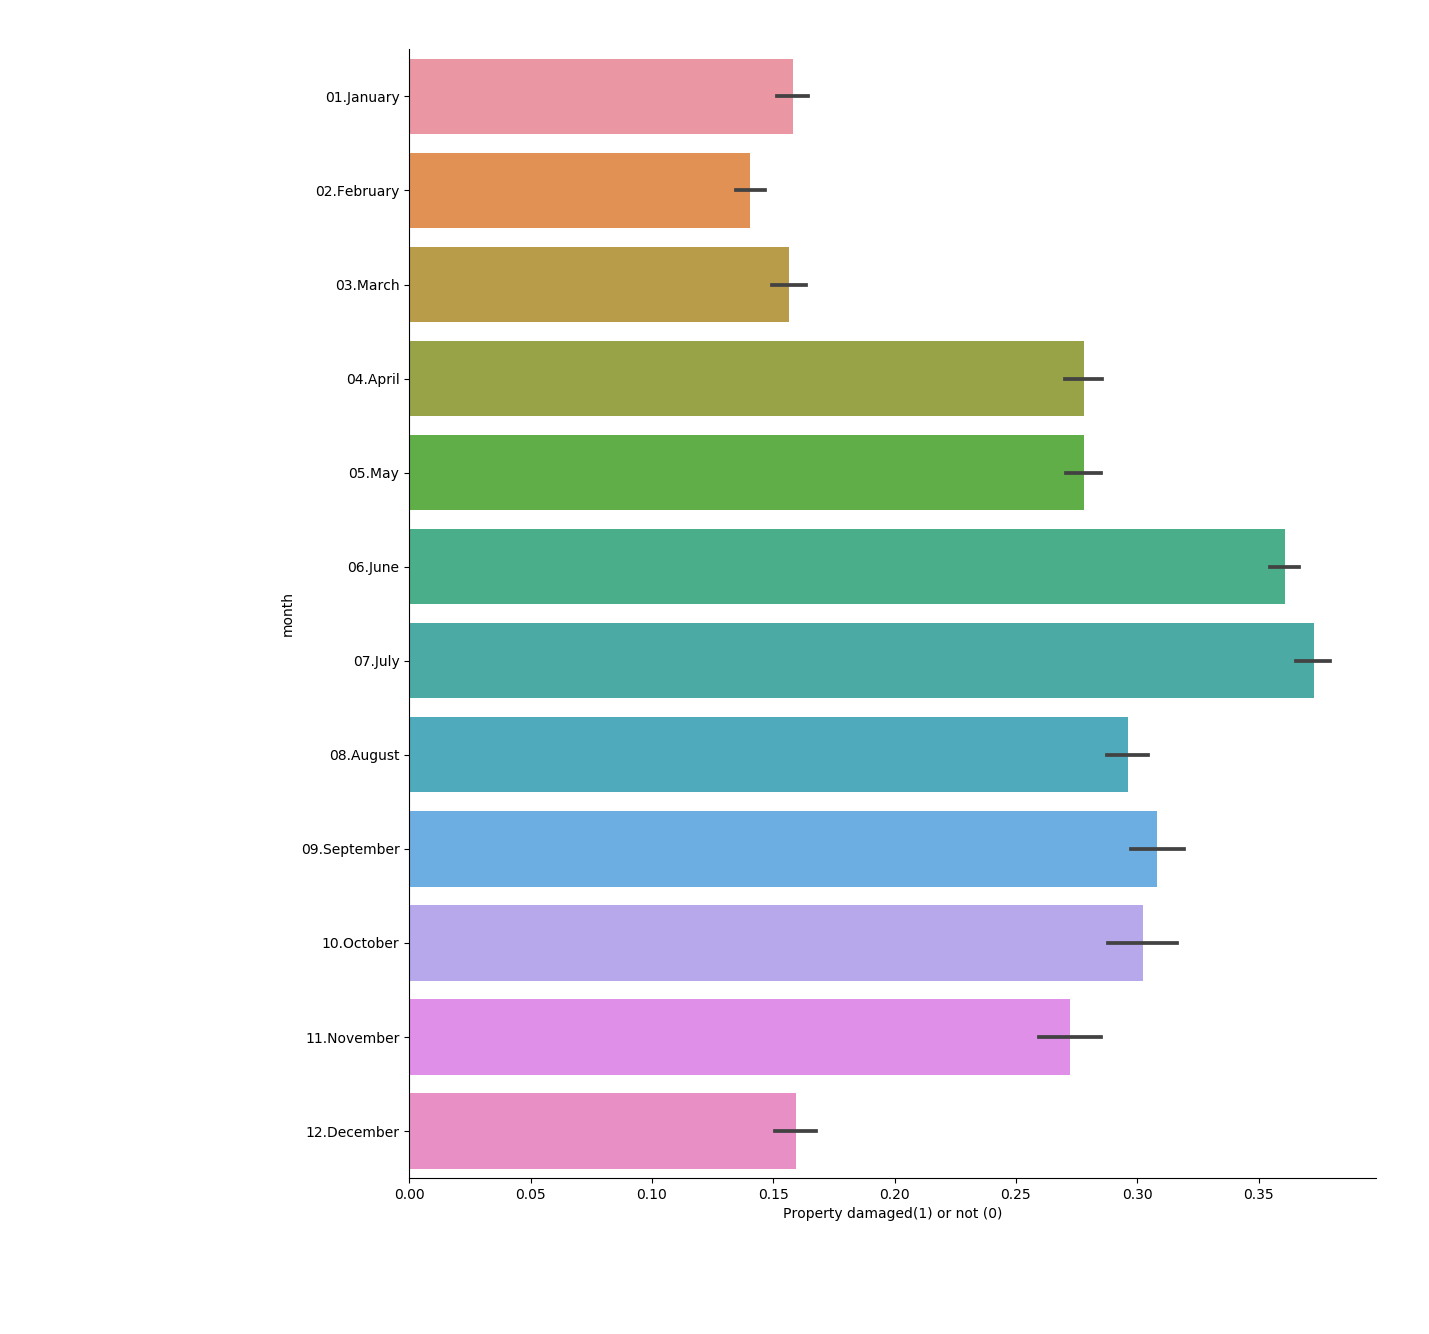 01.January
02.February
03.March
04.April
05.May
06.June
07.July
08.August
09.September
10.October
11.November
12.December
month
0.00 0.05 0.10 0.15 0.20 0.25 0.30 0.35
Property damaged(1) or not (0)